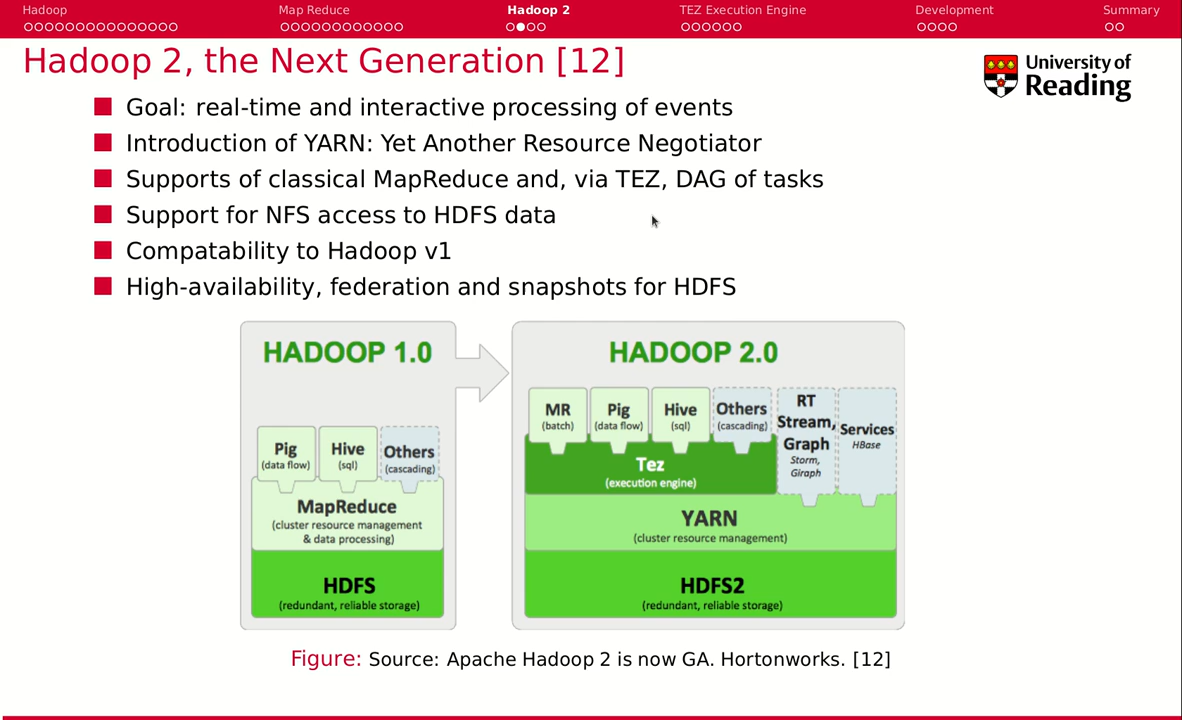 Hadoop Map Reduce Hadoop 2 TEZ Execution Engine Development Summary
Hadoop 2, the Next Generation [12]
University of
Reading
Goal: real-time and interactive processing of events
Introduction of YARN: Yet Another Resource Negotiator
Supports of classical MapReduce and, via TEZ, DAG of tasks
Support for NFS access to HDFS data
Compatability to Hadoop v1
High-availability, federation and snapshots for HDFS
HADOOP 1.0
Pig
(data flow)
Hive
(sql)
Others
(cascading)
MapReduce
(cluster resource management
& data processing)
HDFS
(redundant, reliable storage)
HADOOP 2.0
MR
(batch)
Pig
(data flow)
Hive
(sql)
Others
(cascading)
RT
Stream,
Graph
Storm,
Giraph
Services
HBase
Tez
(execution engine)
YARN
(cluster resource management)
HDFS2
(redundant, reliable storage)
Figure: Source: Apache Hadoop 2 is now GA. Hortonworks. [12]